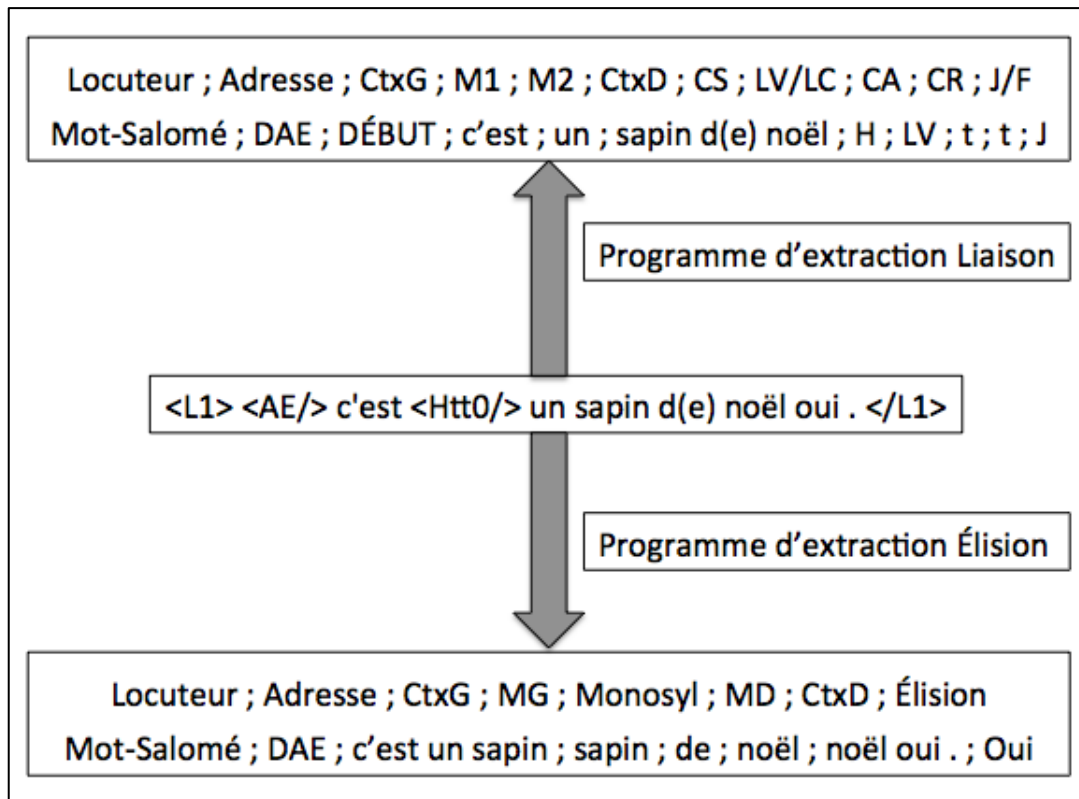 Locuteur ; Adresse ; CtxG ; M1 ; M2 ; CtxD ; CS ; LV/LC ; CA ; CR ; J/F
Mot-Salomé ; DAE ; DÉBUT ; c’est ; un ; sapin d(e) noël ; H ; LV ; t ; t ; J
Programme d’extraction Liaison
<L1> <AE/> c'est <Htt0/> un sapin d(e) noël oui . </L1>
Programme d’extraction Élision
Locuteur ; Adresse ; CtxG ; MG ; Monosyl ; MD ; CtxD ; Élision
Mot-Salomé ; DAE ; c’est un sapin ; sapin ; de ; noël ; noël oui . ; Oui